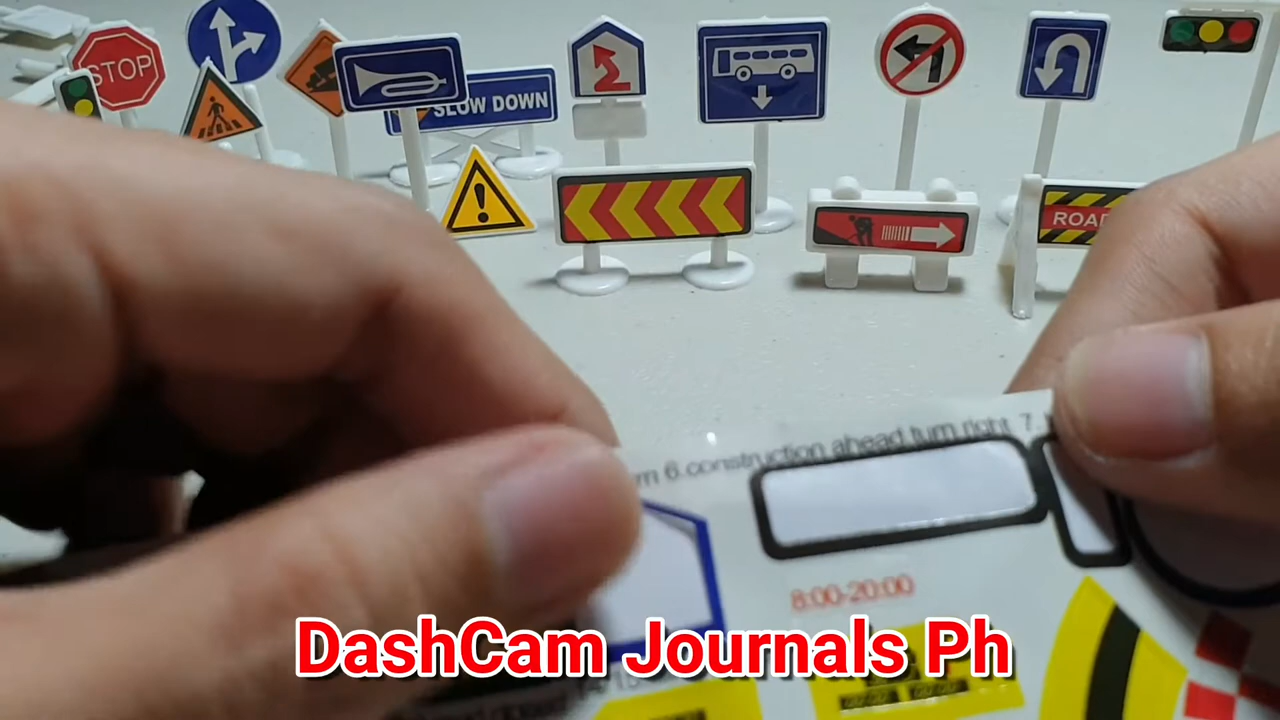 STOP
SLOW DOWN
ROAD
6.construction ahead turn right 7.
8:00-20:00
DashCam Journals Ph